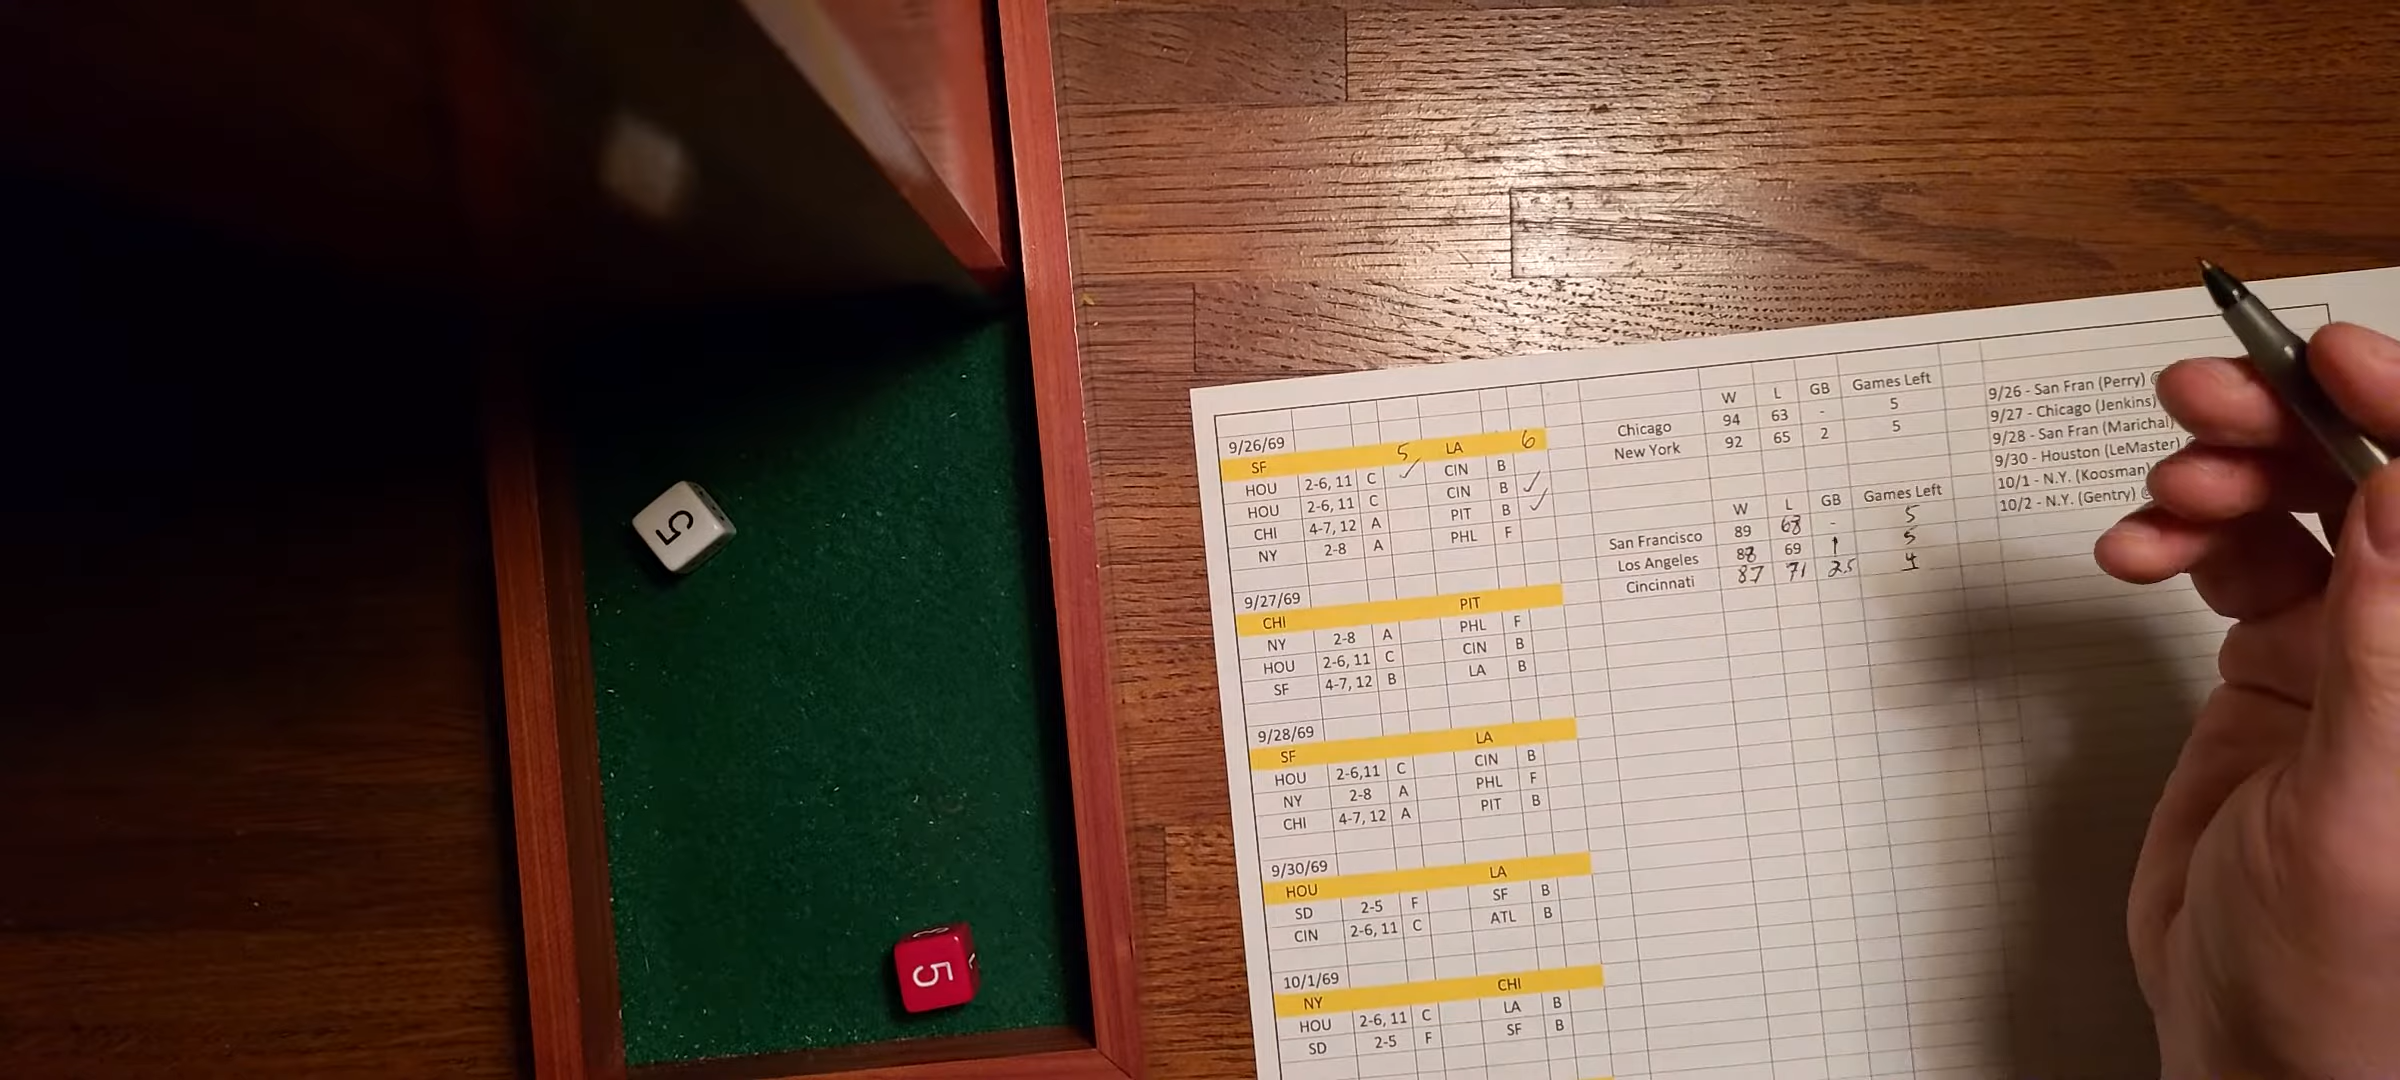 5
5
9/26/69
SF 5 LA 6
HOU 2-6, 11 C ✓ CIN B
HOU 2-6, 11 C CIN B ✓
CHI 4-7, 12 A PIT B ✓
NY 2-8 A PHL F
9/27/69
CHI PIT
NY 2-8 A PHL F
HOU 2-6, 11 C CIN B
SF 4-7, 12 B LA B
9/28/69
SF LA
HOU 2-6,11 C CIN B
NY 2-8 A PHL F
CHI 4-7, 12 A PIT B
9/30/69
HOU LA
SD 2-5 F SF B
CIN 2-6, 11 C ATL B
10/1/69
NY CHI
HOU 2-6, 11 C LA B
SD 2-5 F SF B
W L GB Games Left
Chicago 94 63 - 5
New York 92 65 2 5
W L GB Games Left
San Francisco 89 68 - 5
Los Angeles 88 69 1 5
Cincinnati 87 71 2.5 4
9/26 - San Fran (Perry) @
9/27 - Chicago (Jenkins)
9/28 - San Fran (Marichal)
9/30 - Houston (LeMaster)
10/1 - N.Y. (Koosman)
10/2 - N.Y. (Gentry) @